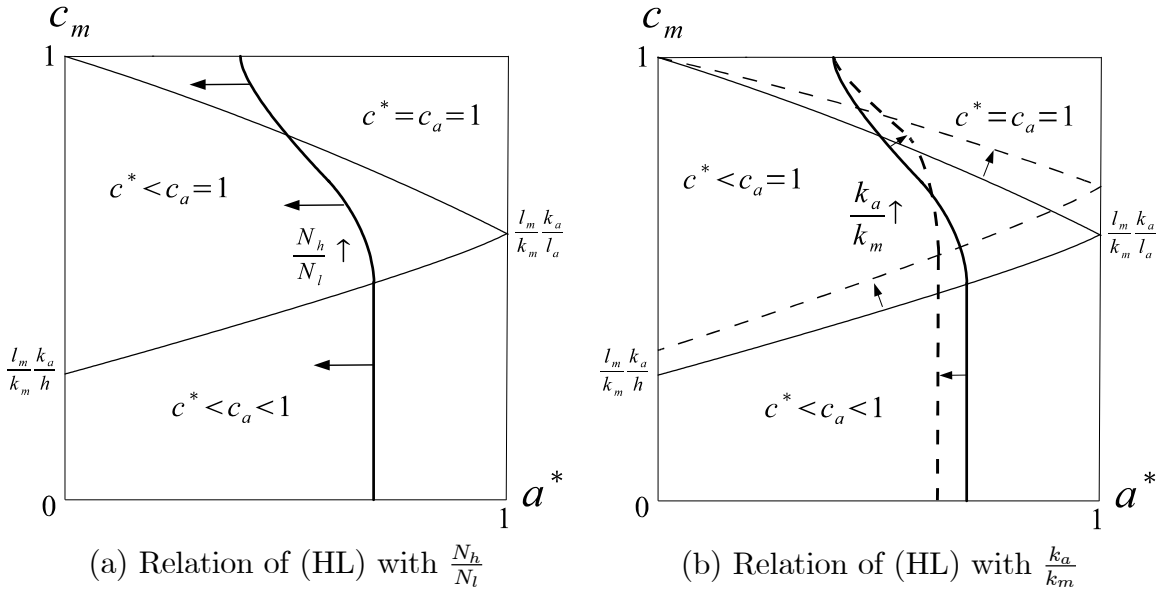 c_m
1
c^* = c_a = 1
c^* < c_a = 1
N_h/N_l ↑
l_m/k_m k_a/l_a
l_m/k_m k_a/h
c^* < c_a < 1
0
1
a^*
(a) Relation of (HL) with N_h/N_l
c_m
1
c^* = c_a = 1
c^* < c_a = 1
k_a/k_m ↑
l_m/k_m k_a/l_a
l_m/k_m k_a/h
c^* < c_a < 1
0
1
a^*
(b) Relation of (HL) with k_a/k_m